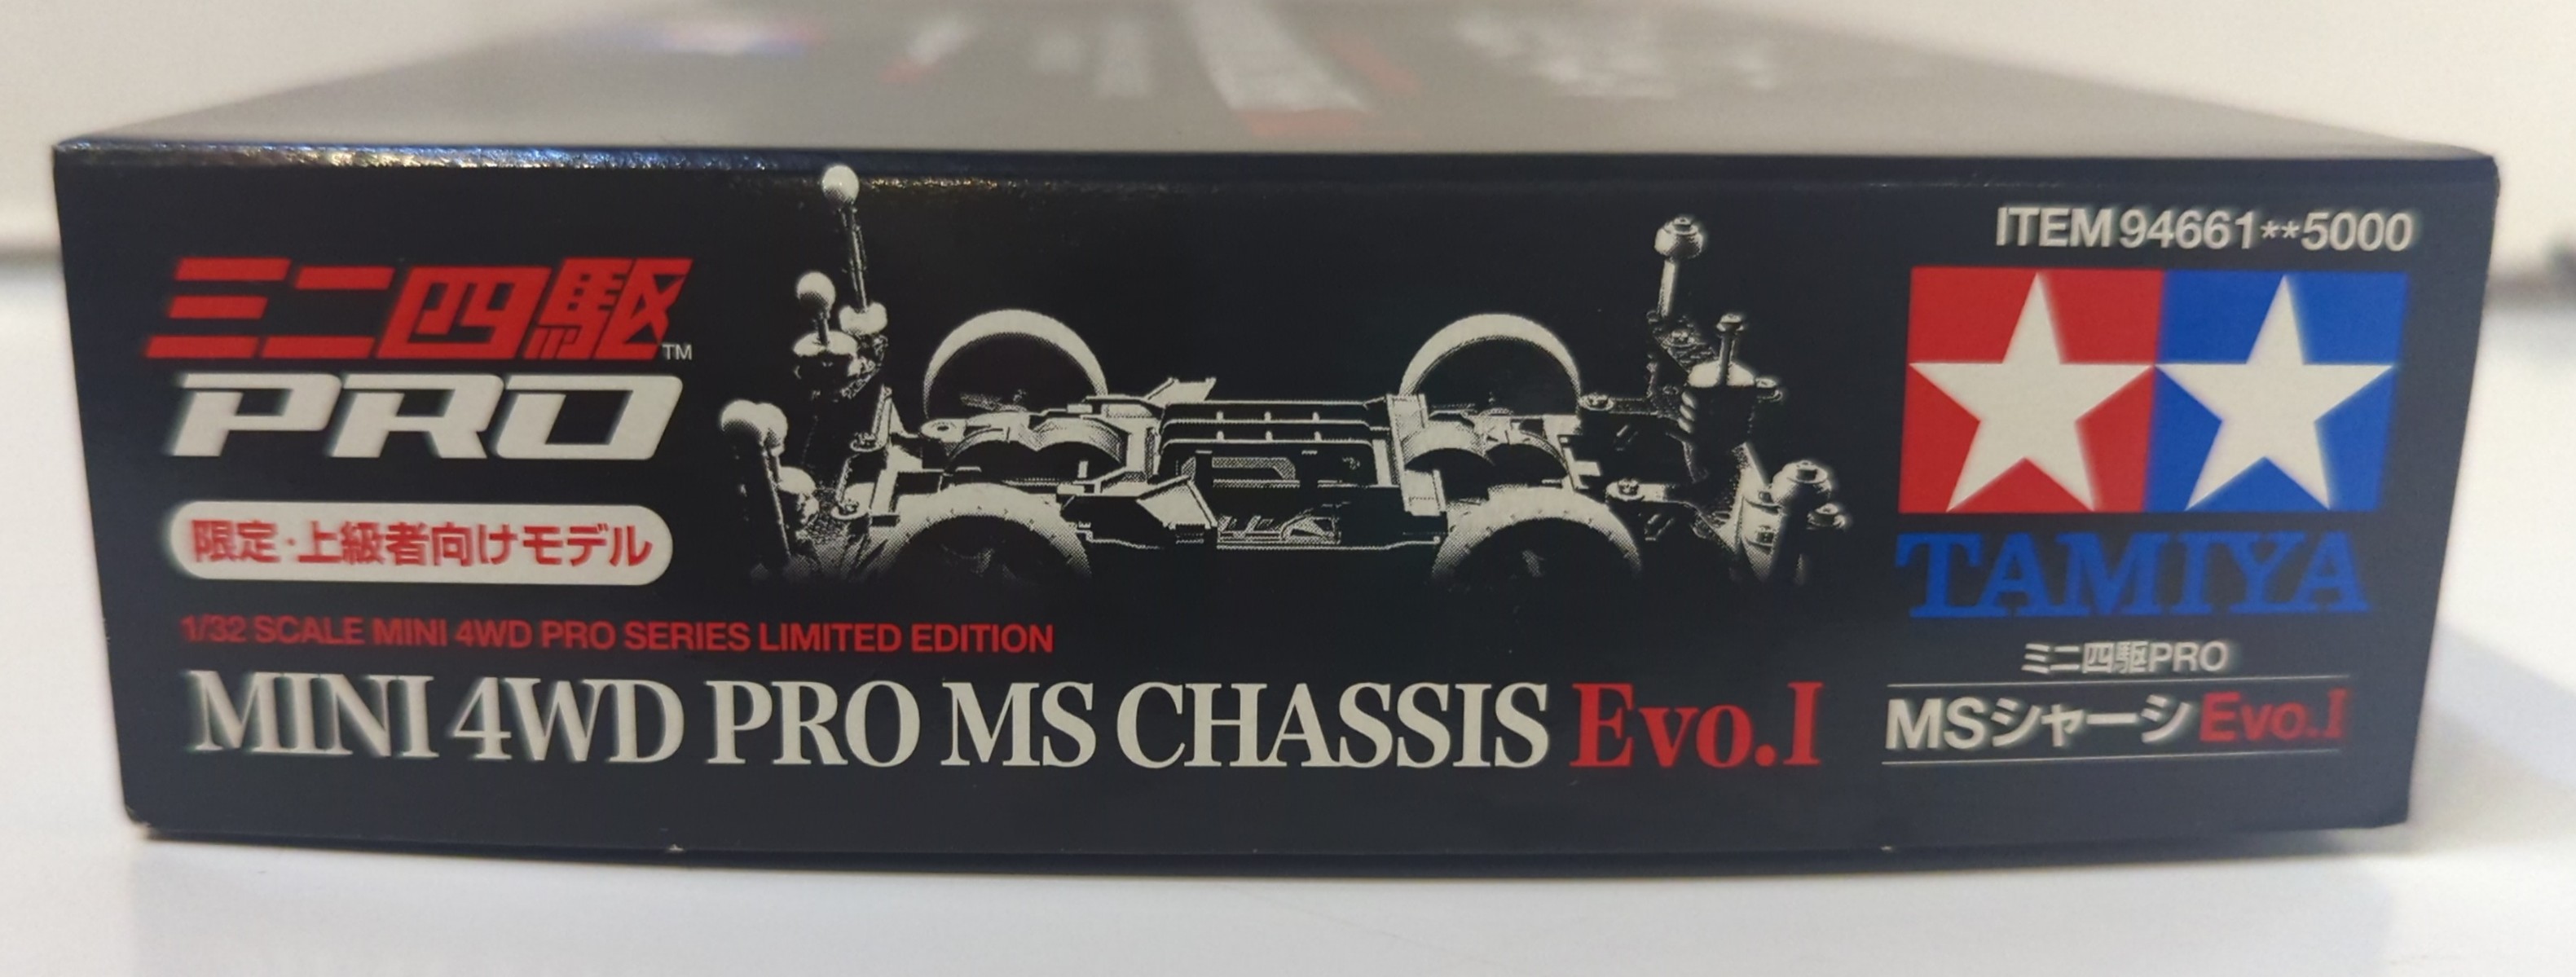 ミニ四駆™
PRO
限定・上級者向けモデル
1/32 SCALE MINI 4WD PRO SERIES LIMITED EDITION
MINI 4WD PRO MS CHASSIS Evo.I
ITEM 94661**5000
TAMIYA
ミニ四駆PRO
MSシャーシ Evo.I